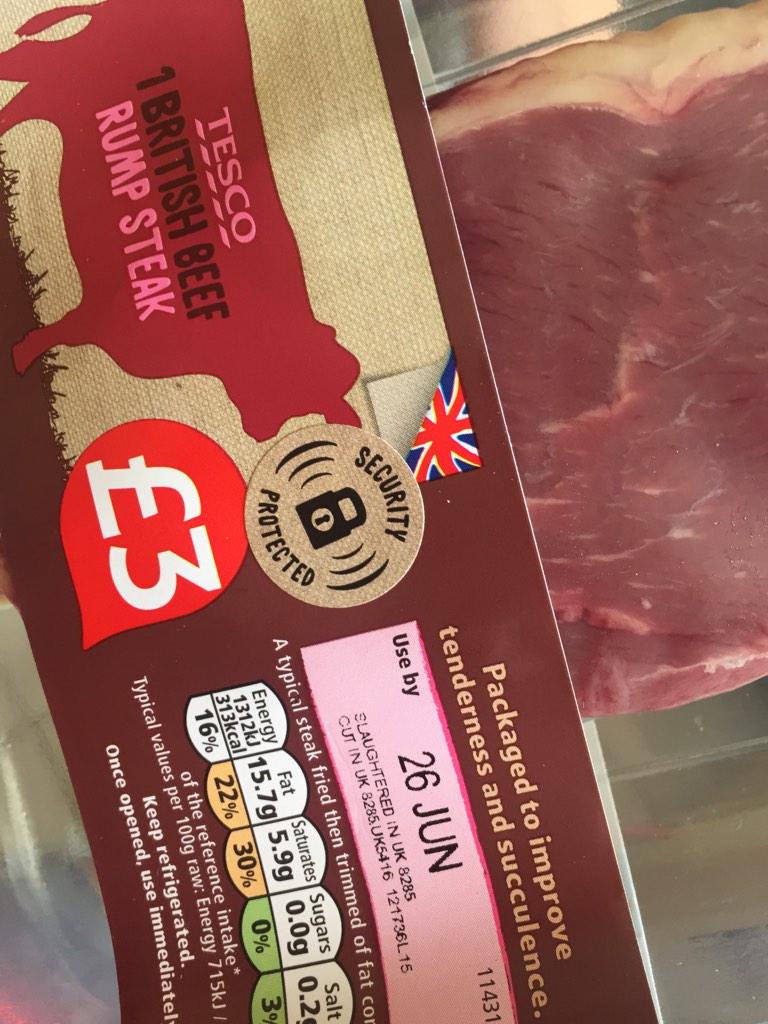 TESCO
1 BRITISH BEEF
RUMP STEAK
£3
SECURITY
PROTECTED
Packaged to improve
tenderness and succulence.
Use by
26 JUN
11431
SLAUGHTERED IN UK 8285
CUT IN UK 8285,UK5416 121736L15
A typical steak fried then trimmed of fat
Energy
1312kJ
313kcal
16%
Fat
15.7g
22%
Saturates
5.9g
30%
Sugars
0.0g
0%
Salt
of the reference intake*
Typical values per 100g raw: Energy 715kJ /
Keep refrigerated.
Once opened, use immediately